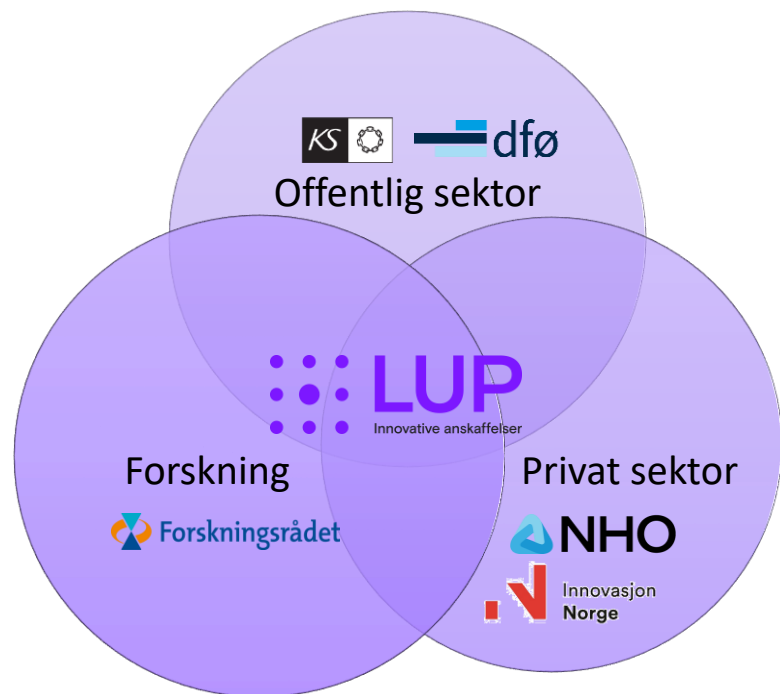 KS
dfø
Offentlig sektor
LUP
Innovative anskaffelser
Forskning
Forskningsrådet
Privat sektor
NHO
Innovasjon
Norge